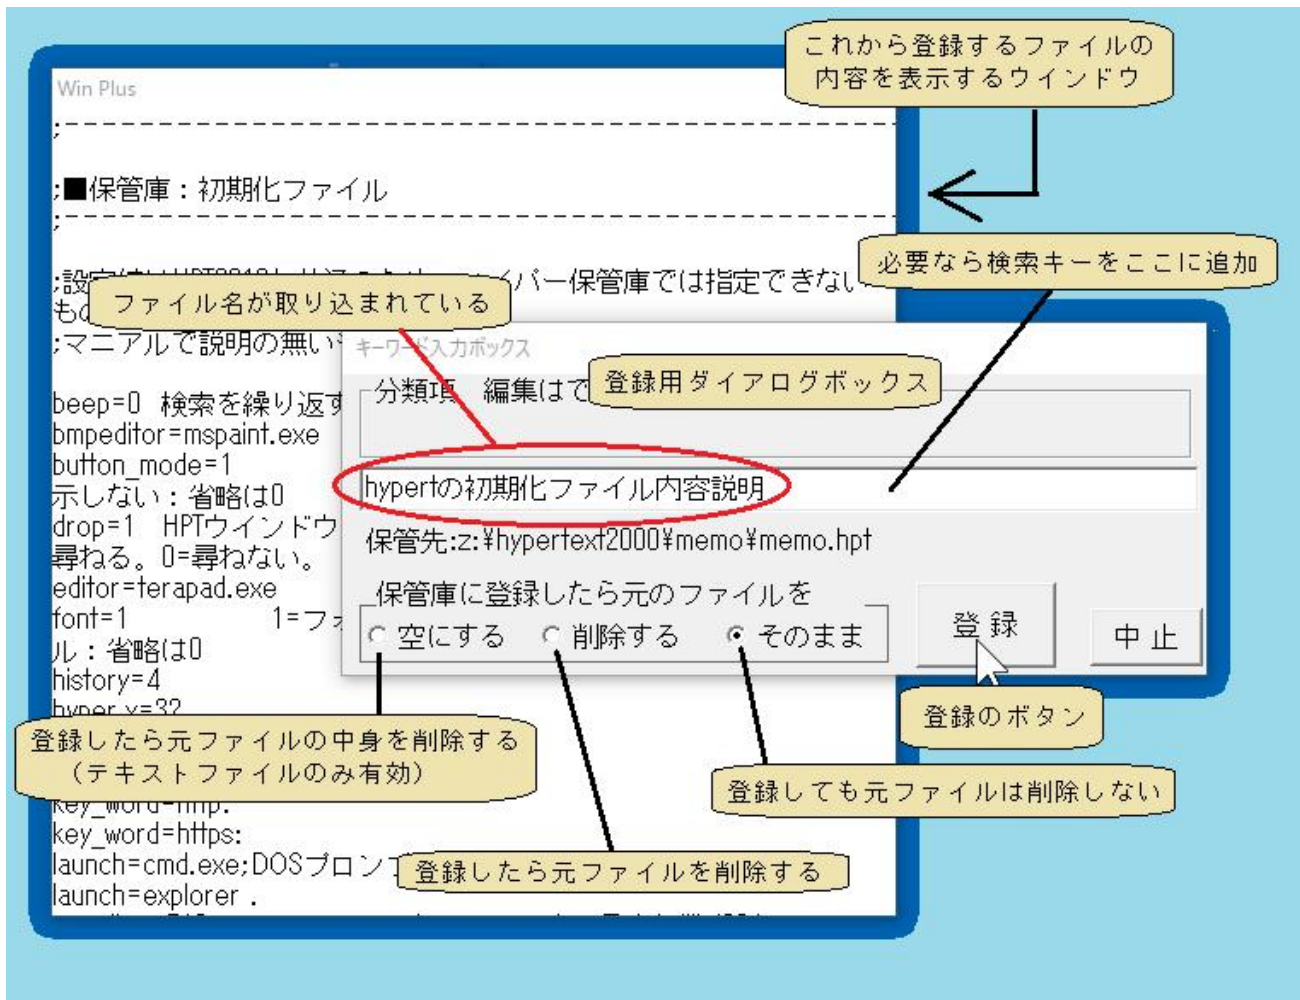 これから登録するファイルの
内容を表示するウインドウ
Win Plus
;■保管庫：初期化ファイル
必要なら検索キーをここに追加
イバー保管庫では指定できない
ファイル名が取り込まれている
;マニアルで説明の無い
キーワード入力ボックス
登録用ダイアログボックス
分類項 編集はで
beep=0 検索を繰り返す
bmpeditor=mspaint.exe
button_mode=1
hypertの初期化ファイル内容説明
示しない：省略は0
drop=1 HPTウインドウ
保管先:z:¥hypertext2000¥memo¥memo.hpt
尋ねる。0=尋ねない。
editor=terapad.exe
保管庫に登録したら元のファイルを
font=1 1=フォ
空にする 削除する そのまま
登録
中止
ル：省略は0
history=4
hyper_x=32
登録のボタン
登録したら元ファイルの中身を削除する
（テキストファイルのみ有効）
登録しても元ファイルは削除しない
key_word=http:
key_word=https:
launch=cmd.exe;DOSプロン
登録したら元ファイルを削除する
launch=explorer .